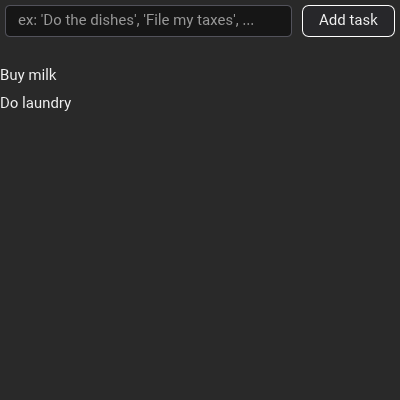 ex: 'Do the dishes', 'File my taxes', ...
Add task
Buy milk
Do laundry